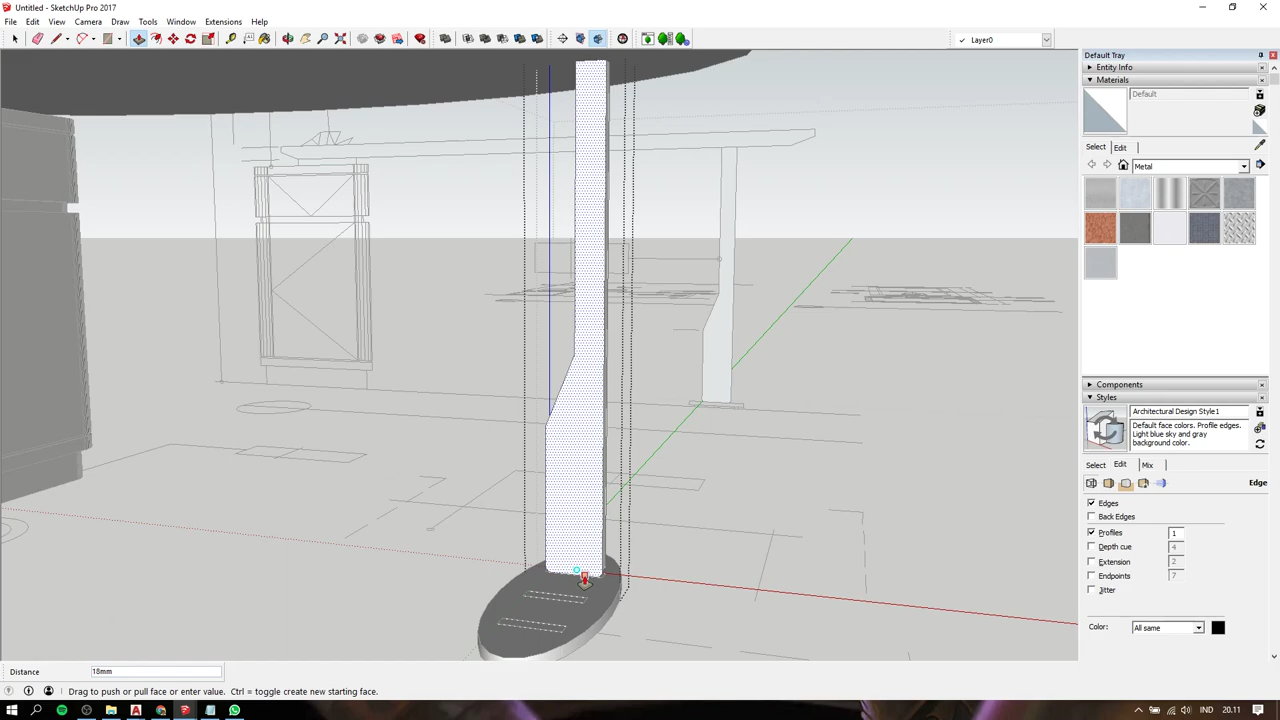 Untitled - SketchUp Pro 2017
File Edit View Camera Draw Tools Window Extensions Help
Layer0
Default Tray
Entity Info
Materials
Default
Select Edit
Metal
Components
Styles
Architectural Design Style1
Default face colors. Profile edges. Light blue sky and gray background color.
Select Edit Mix Edge
Edges
Back Edges
Profiles 1
Depth cue 4
Extension 2
Endpoints 7
Jitter
Color: All same
Distance 18mm
Drag to push or pull face or enter value. Ctrl = toggle create new starting face.
IND 20.11